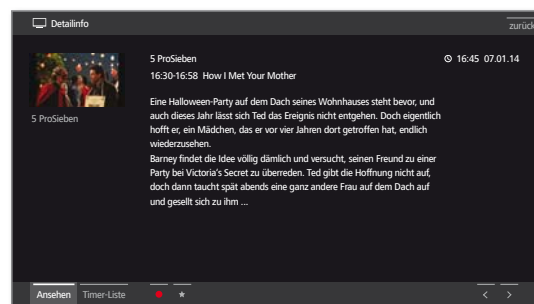 Detailinfo
zurück
5 ProSieben
16:45 07.01.14
16:30-16:58 How I Met Your Mother
5 ProSieben
Eine Halloween-Party auf dem Dach seines Wohnhauses steht bevor, und
auch dieses Jahr lässt sich Ted das Ereignis nicht entgehen. Doch eigentlich
hofft er, ein Mädchen, das er vor vier Jahren dort getroffen hat, endlich
wiederzusehen.
Barney findet die Idee völlig dämlich und versucht, seinen Freund zu einer
Party bei Victoria's Secret zu überreden. Ted gibt die Hoffnung nicht auf,
doch dann taucht spät abends eine ganz andere Frau auf dem Dach auf
und gesellt sich zu ihm ...
Ansehen Timer-Liste